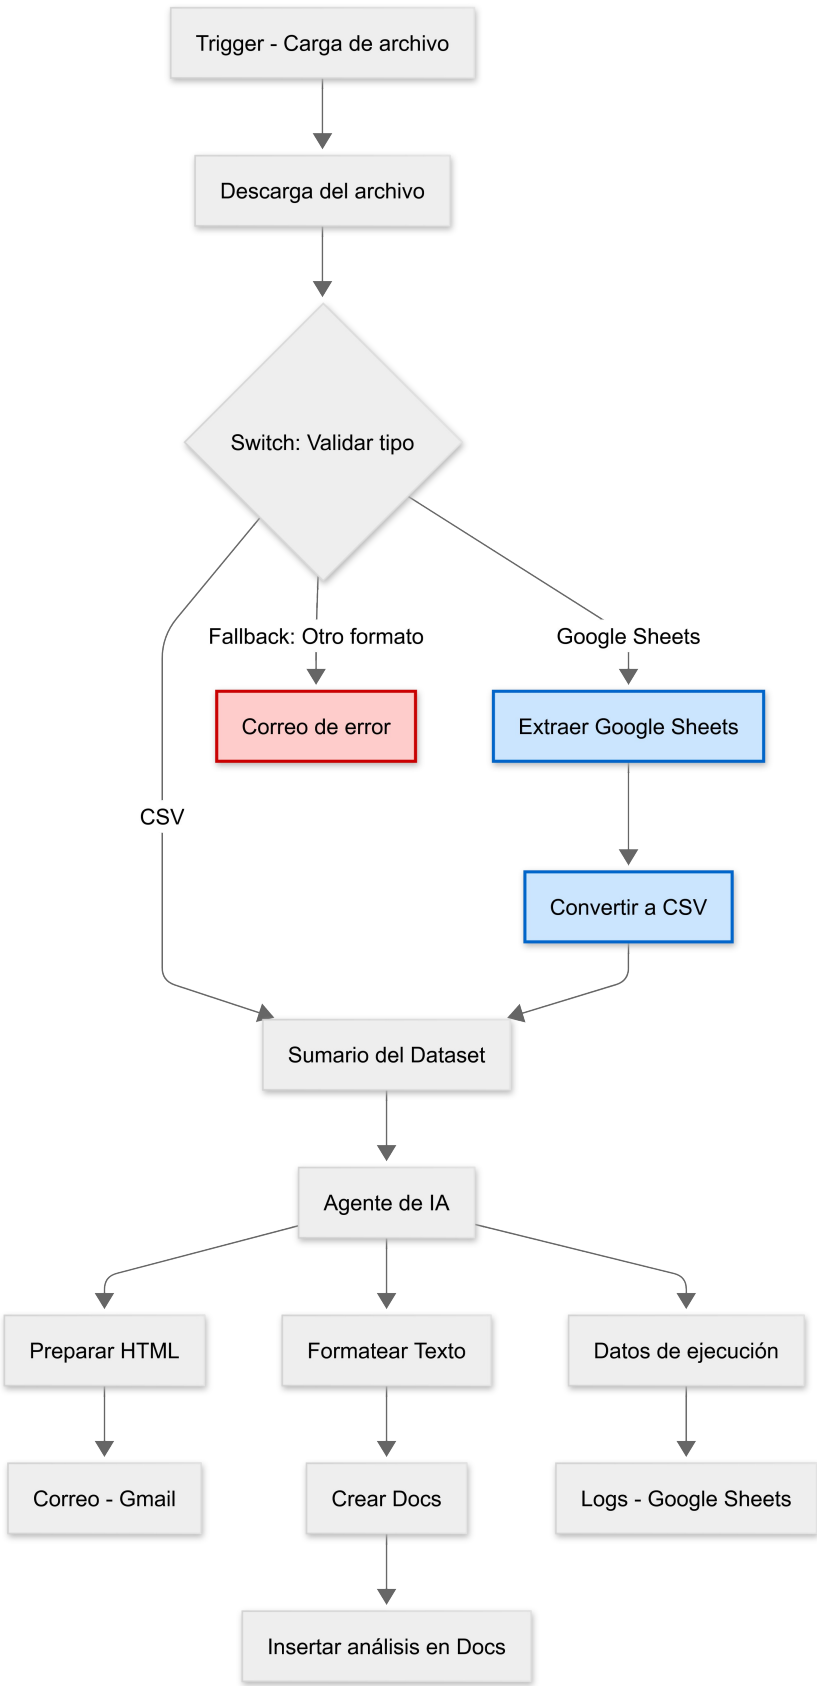 Trigger - Carga de archivo
Descarga del archivo
Switch: Validar tipo
Fallback: Otro formato
Google Sheets
Correo de error
Extraer Google Sheets
CSV
Convertir a CSV
Sumario del Dataset
Agente de IA
Preparar HTML
Formatear Texto
Datos de ejecución
Correo - Gmail
Crear Docs
Logs - Google Sheets
Insertar análisis en Docs